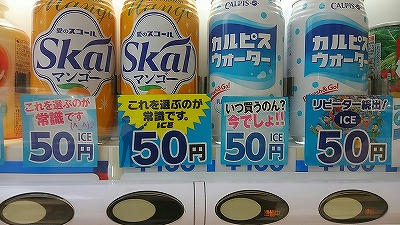 Mango
Mango
CALPIS
CALPIS
愛のスコール
Skal
マンゴー
愛のスコール
Skal
マンゴー
カルピス
ウォーター
カルピス
ウォーター
これを選ぶのが
常識です
ICE
50円
これを選ぶのが
常識です。
ICE
50円
いつ買うのん?
今でしょ!!
ICE
50円
リピーター続出!!
ICE
50円